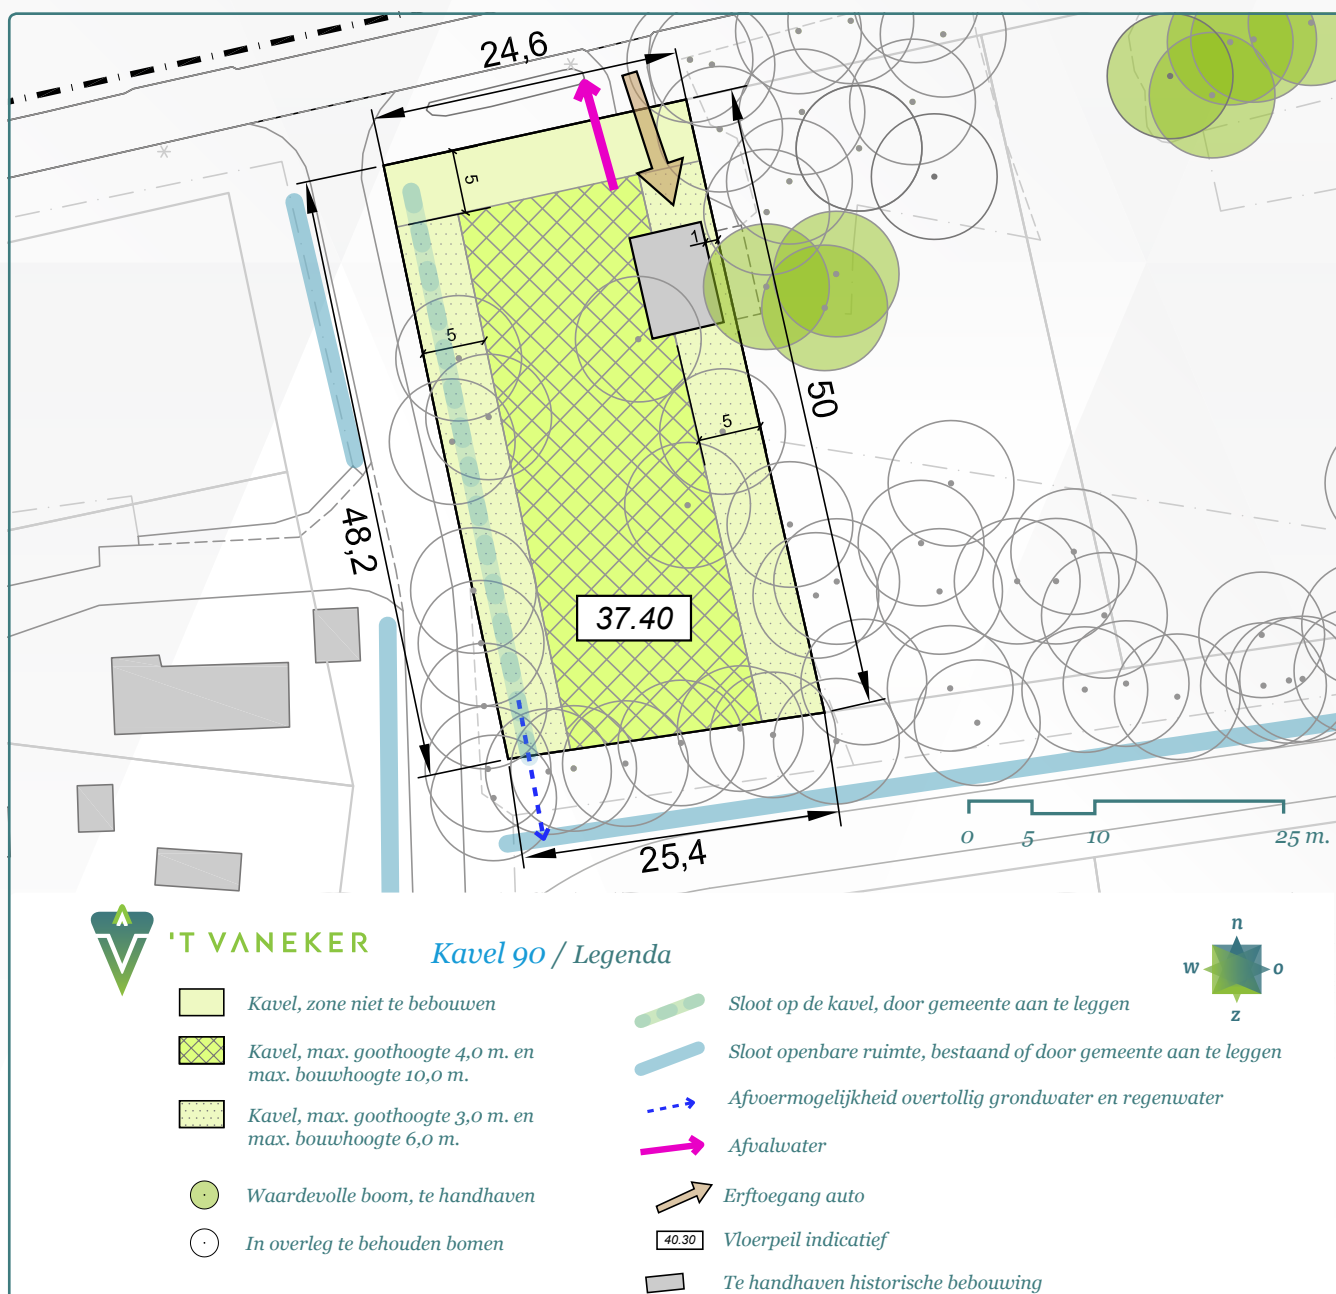 24,6
5
1
5
50
5
48,2
37.40
25,4
0 5 10 25 m.
'T VANEKER
Kavel 90 / Legenda
n
w o
z
Kavel, zone niet te bebouwen
Kavel, max. goothoogte 4,0 m. en
max. bouwhoogte 10,0 m.
Kavel, max. goothoogte 3,0 m. en
max. bouwhoogte 6,0 m.
Waardevolle boom, te handhaven
In overleg te behouden bomen
Sloot op de kavel, door gemeente aan te leggen
Sloot openbare ruimte, bestaand of door gemeente aan te leggen
Afvoermogelijkheid overtollig grondwater en regenwater
Afvalwater
Erftoegang auto
40.30 Vloerpeil indicatief
Te handhaven historische bebouwing